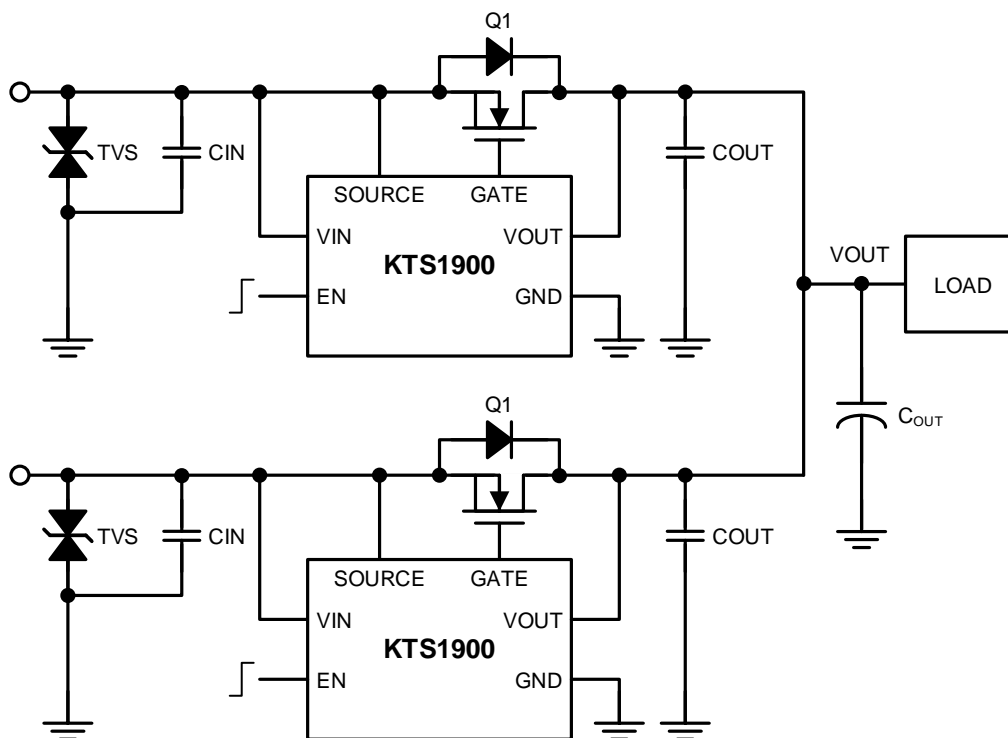 Q1
TVS
CIN
COUT
SOURCE
GATE
VIN
VOUT
KTS1900
EN
GND
VOUT
LOAD
C_OUT
Q1
TVS
CIN
COUT
SOURCE
GATE
VIN
VOUT
KTS1900
EN
GND